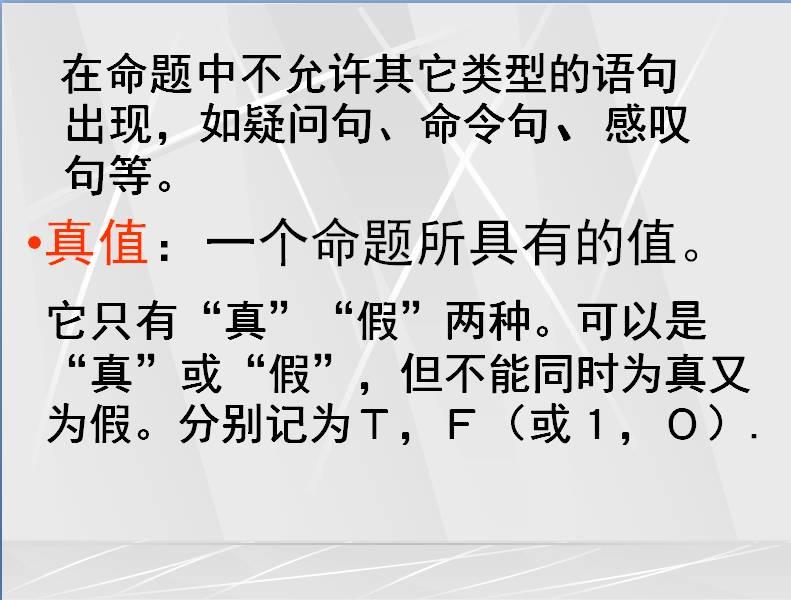 在命题中不允许其它类型的语句
出现，如疑问句、命令句、感叹
句等。
•真值：一个命题所具有的值。
它只有“真”“假”两种。可以是
“真”或“假”，但不能同时为真又
为假。分别记为Ｔ，Ｆ（或１，Ｏ）.